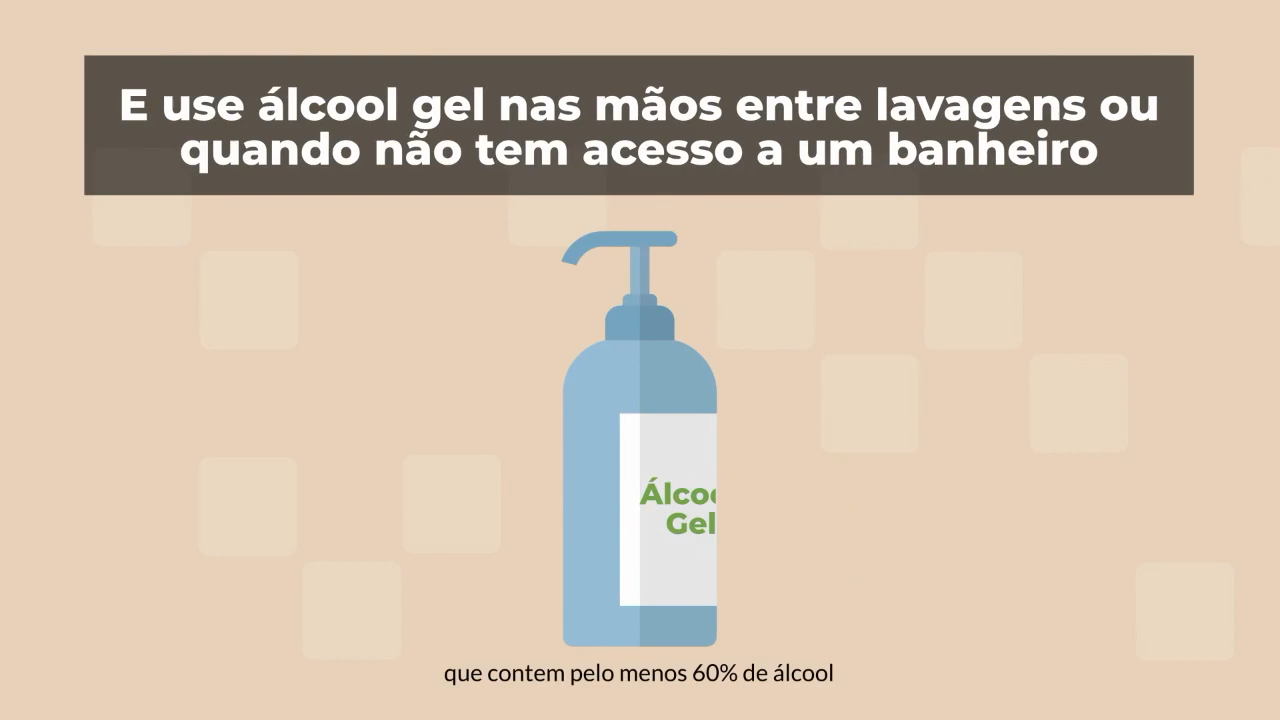 E use álcool gel nas mãos entre lavagens ou
quando não tem acesso a um banheiro
Gel
que contem pelo menos 60% de álcool